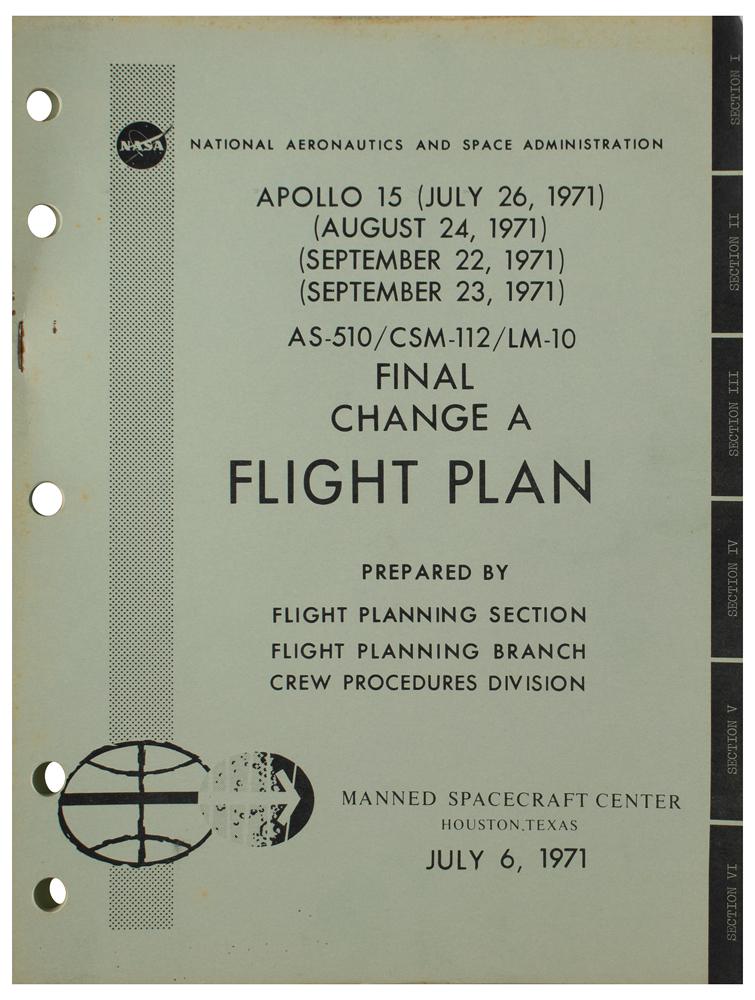 NASA
NATIONAL AERONAUTICS AND SPACE ADMINISTRATION
APOLLO 15 (JULY 26, 1971)
(AUGUST 24, 1971)
(SEPTEMBER 22, 1971)
(SEPTEMBER 23, 1971)
AS-510/CSM-112/LM-10
FINAL
CHANGE A
FLIGHT PLAN
PREPARED BY
FLIGHT PLANNING SECTION
FLIGHT PLANNING BRANCH
CREW PROCEDURES DIVISION
MANNED SPACECRAFT CENTER
HOUSTON,TEXAS
JULY 6, 1971
SECTION I
SECTION II
SECTION III
SECTION IV
SECTION V
SECTION VI